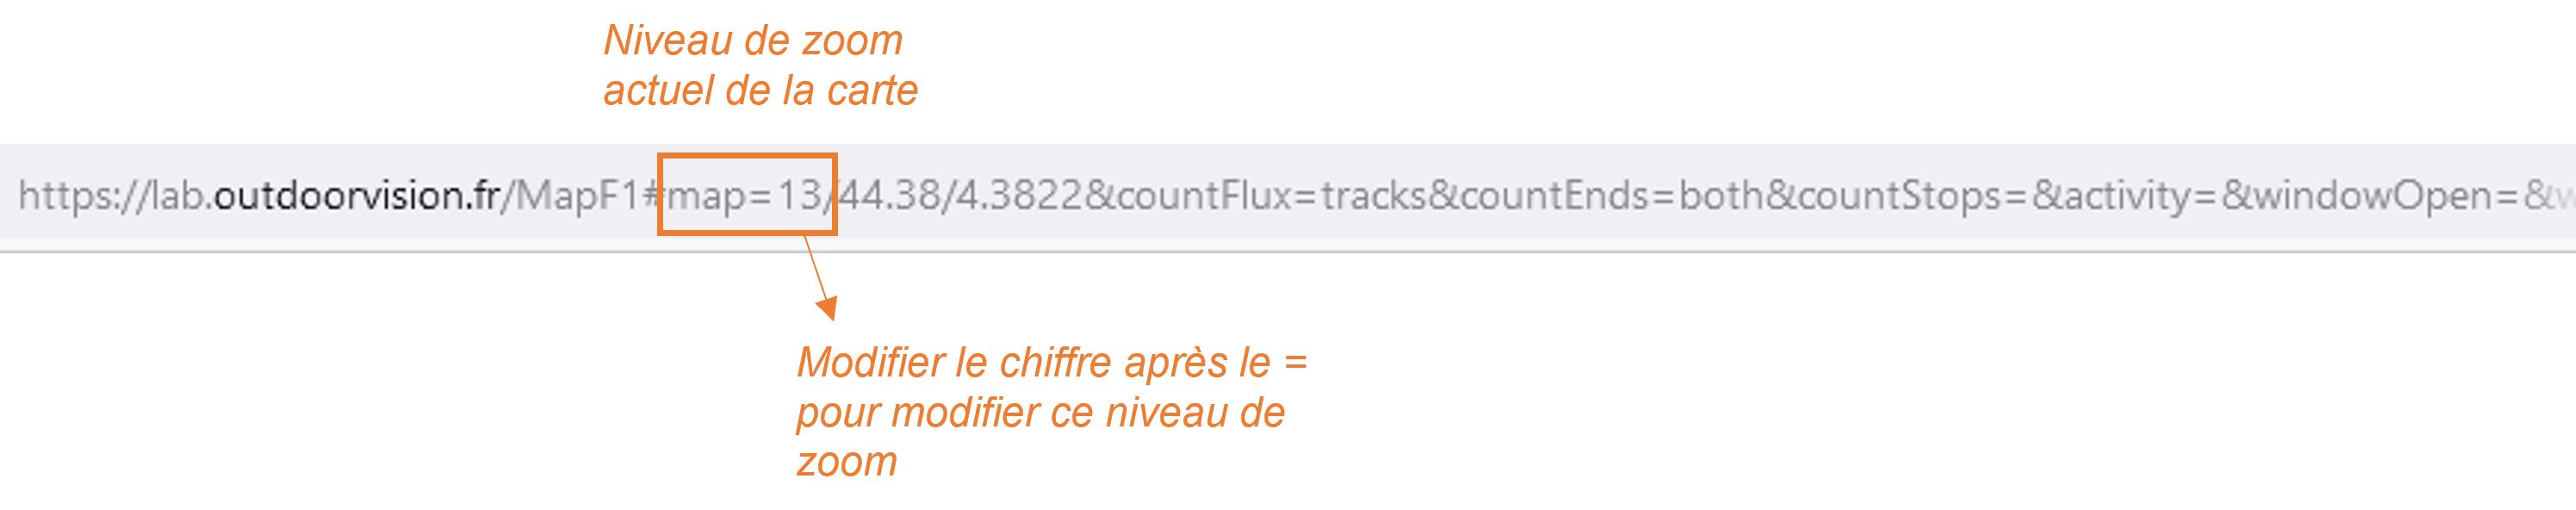 Niveau de zoom
actuel de la carte
https://lab.outdoorvision.fr/MapF1#map=13/44.38/4.3822&countFlux=tracks&countEnds=both&countStops=&activity=&windowOpen=&w
Modifier le chiffre après le =
pour modifier ce niveau de
zoom